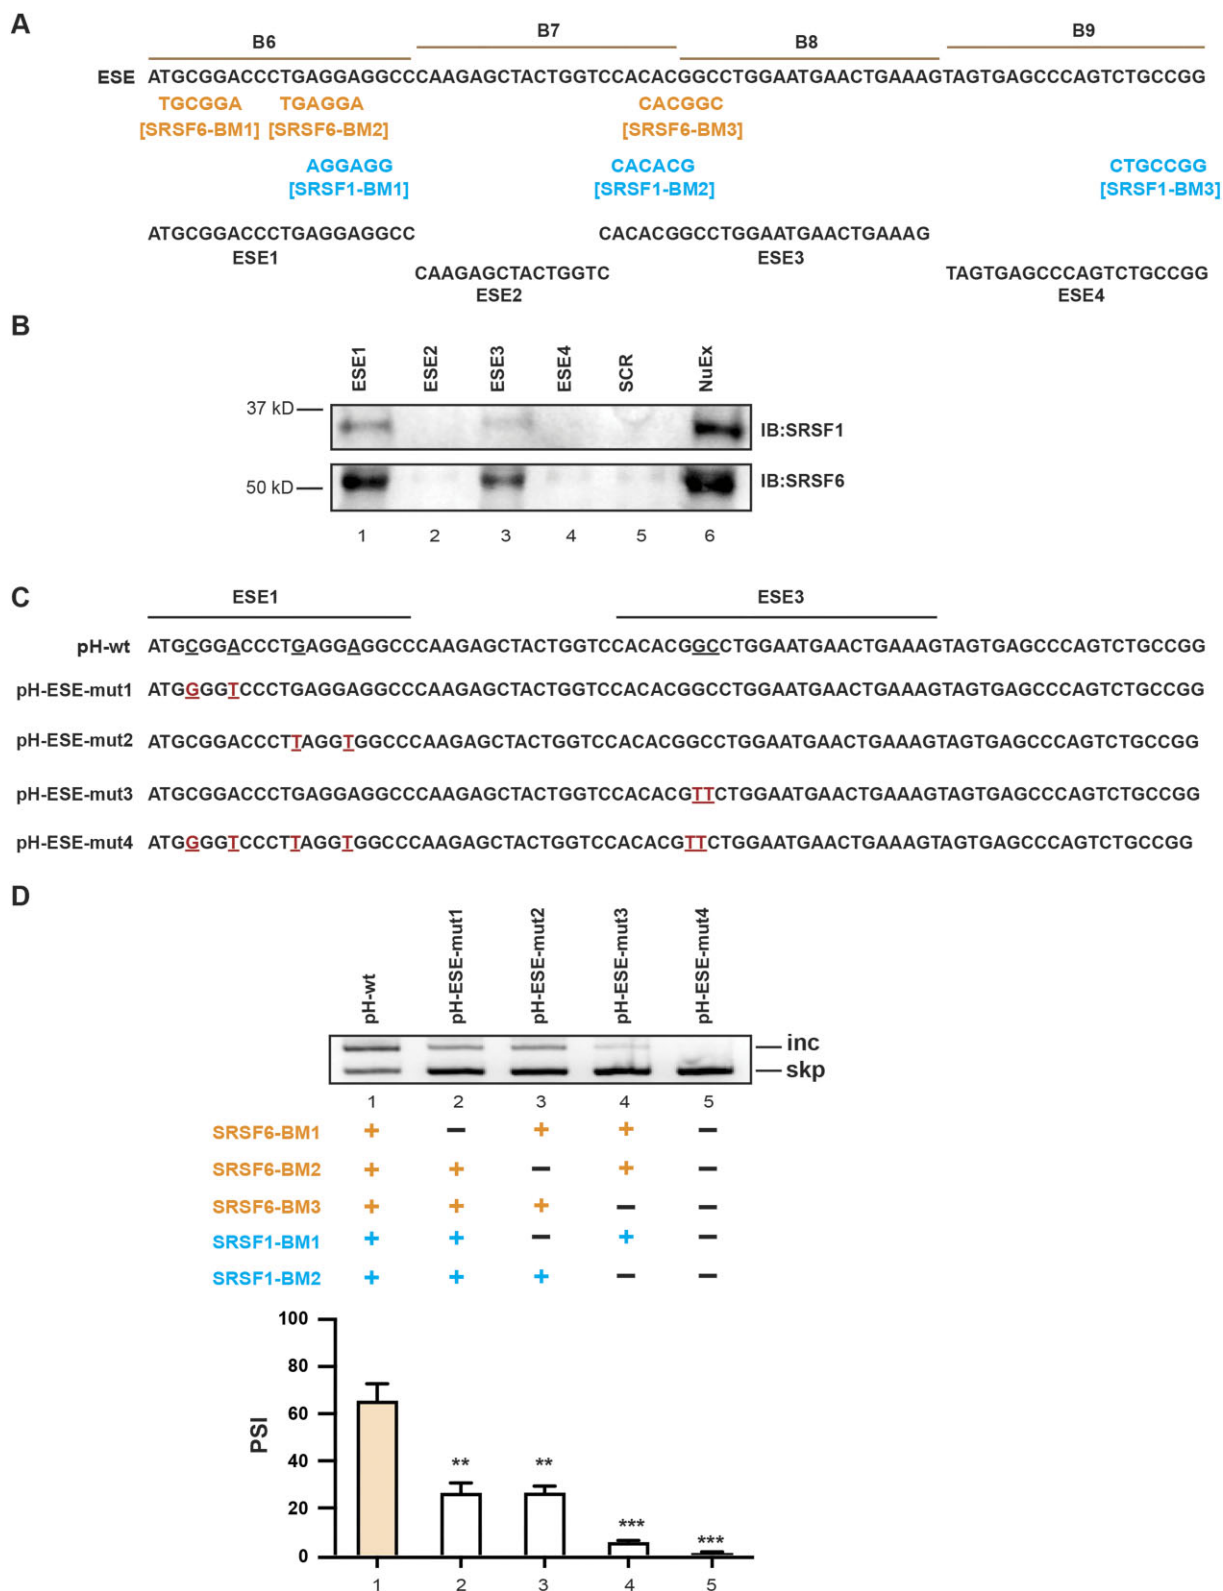 A
B6 B7 B8 B9
ESE ATGCGGACCCTGAGGAGGCCCAAGAGCTACTGGTCCACACGGCCTGGAATGAACTGAAAGTAGTGAGCCCAGTCTGCCGG
TGCGGA TGAGGA CACGGC
[SRSF6-BM1] [SRSF6-BM2] [SRSF6-BM3]
AGGAGG CACACG CTGCCGG
[SRSF1-BM1] [SRSF1-BM2] [SRSF1-BM3]
ATGCGGACCCTGAGGAGGCC CACACGGCCTGGAATGAACTGAAAG
ESE1 ESE3
CAAGAGCTACTGGTC TAGTGAGCCCAGTCTGCCGG
ESE2 ESE4
B
ESE1 ESE2 ESE3 ESE4 SCR NuEx
37 kD
IB:SRSF1
50 kD
IB:SRSF6
1 2 3 4 5 6
C
ESE1 ESE3
pH-wt ATGCGGACCCTGAGGAGGCCCAAGAGCTACTGGTCCACACGGCCTGGAATGAACTGAAAGTAGTGAGCCCAGTCTGCCGG
pH-ESE-mut1 ATGGGGTCCCTGAGGAGGCCCAAGAGCTACTGGTCCACACGGCCTGGAATGAACTGAAAGTAGTGAGCCCAGTCTGCCGG
pH-ESE-mut2 ATGCGGACCCTTAGGTGGCCCAAGAGCTACTGGTCCACACGGCCTGGAATGAACTGAAAGTAGTGAGCCCAGTCTGCCGG
pH-ESE-mut3 ATGCGGACCCTGAGGAGGCCCAAGAGCTACTGGTCCACACGTTCTGGAATGAACTGAAAGTAGTGAGCCCAGTCTGCCGG
pH-ESE-mut4 ATGGGGTCCCTTAGGTGGCCCAAGAGCTACTGGTCCACACGTTCTGGAATGAACTGAAAGTAGTGAGCCCAGTCTGCCGG
D
pH-wt pH-ESE-mut1 pH-ESE-mut2 pH-ESE-mut3 pH-ESE-mut4
inc
skp
1 2 3 4 5
SRSF6-BM1 + − + + −
SRSF6-BM2 + + − + −
SRSF6-BM3 + + + − −
SRSF1-BM1 + + − + −
SRSF1-BM2 + + + − −
100
80
60
40
20
0
PSI
** ** *** ***
1 2 3 4 5